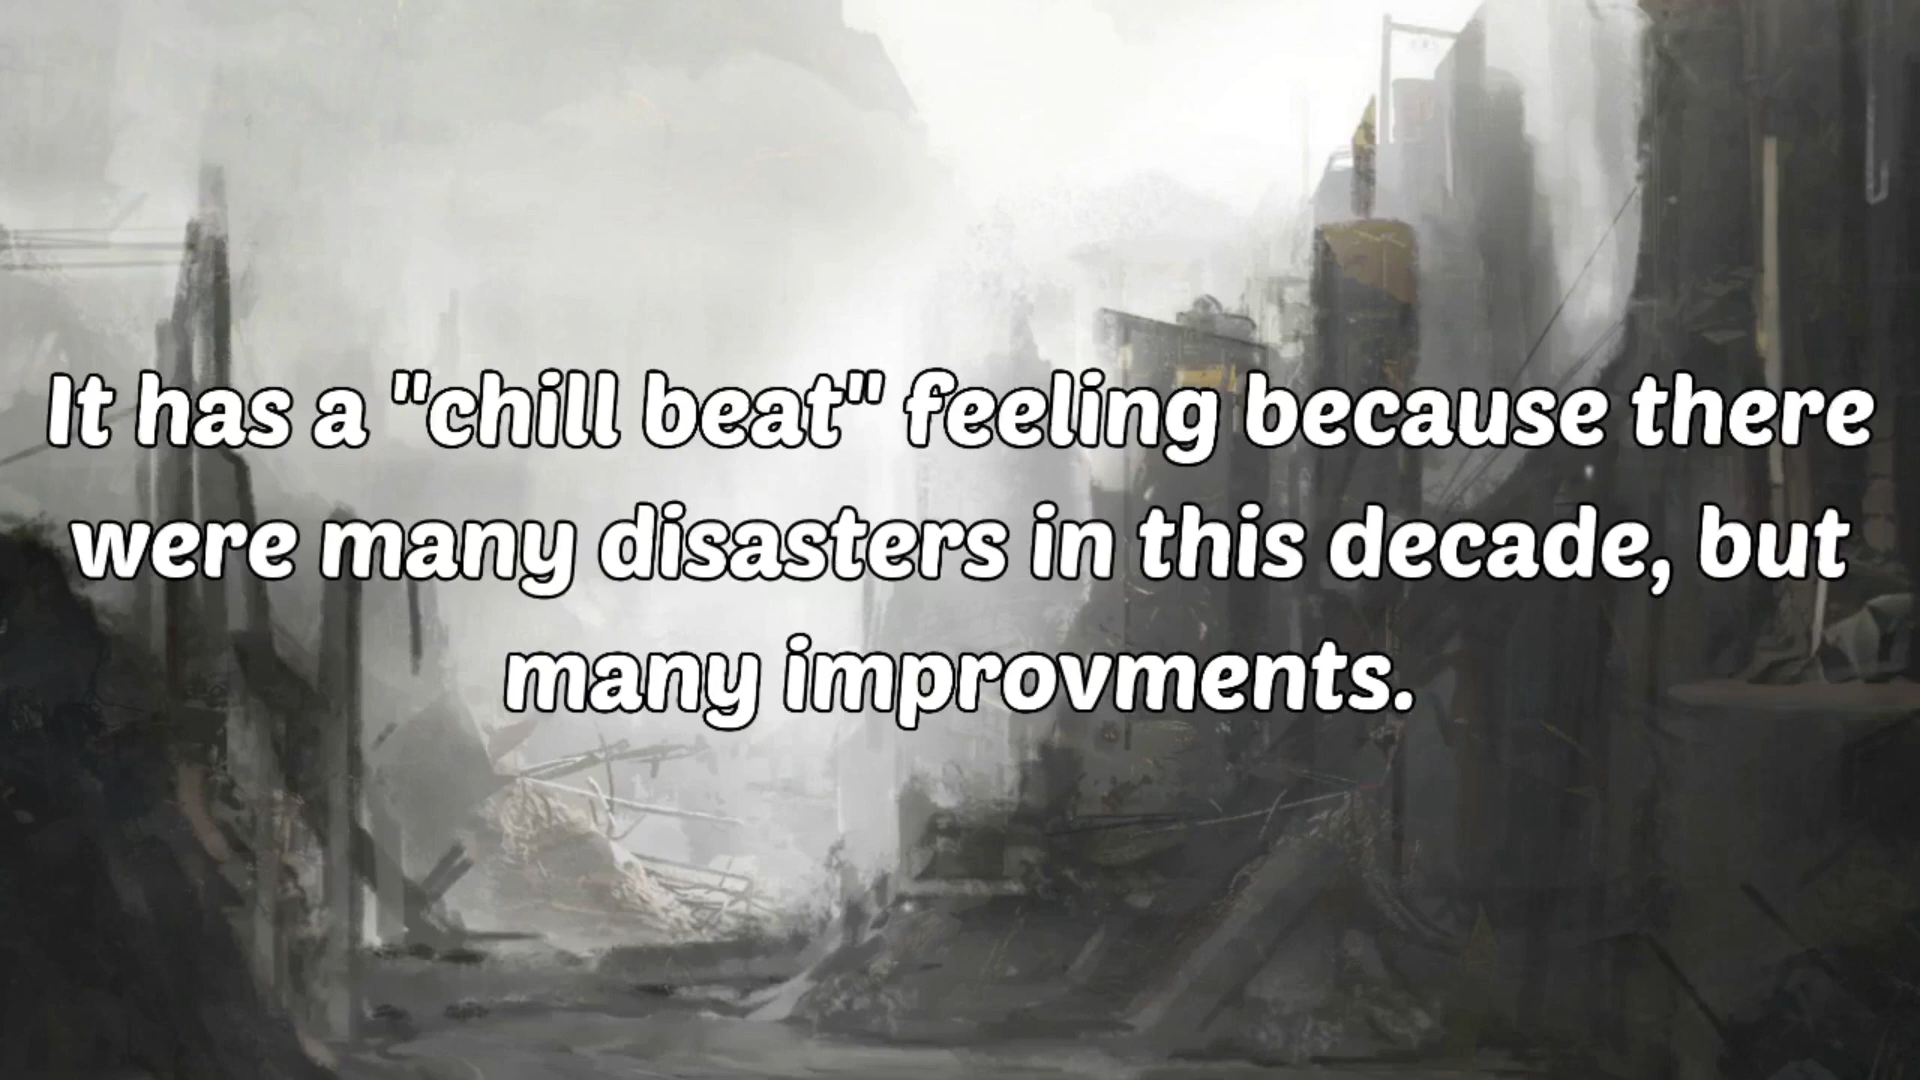 It has a "chill beat" feeling because there
were many disasters in this decade, but
many improvments.